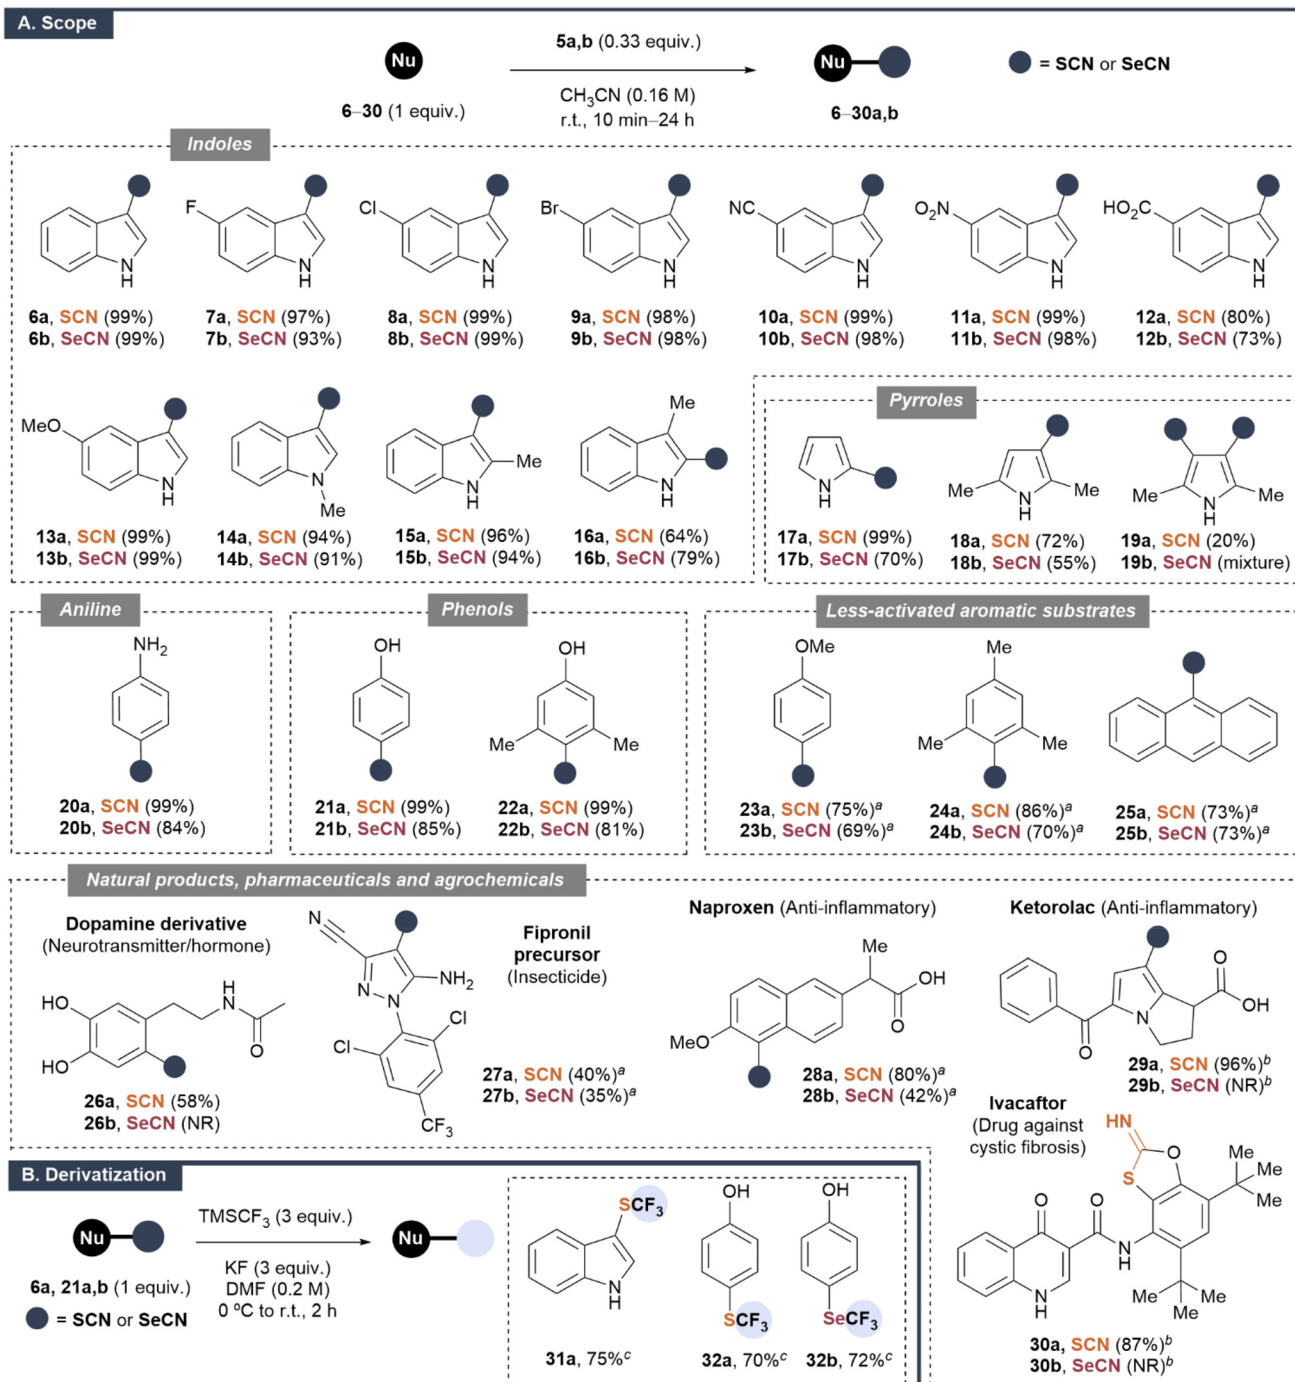 A. Scope
Nu
6–30 (1 equiv.)
5a,b (0.33 equiv.)
CH3CN (0.16 M)
r.t., 10 min–24 h
Nu
6–30a,b
= SCN or SeCN
Indoles
N
H
6a, SCN (99%)
6b, SeCN (99%)
F
N
H
7a, SCN (97%)
7b, SeCN (93%)
Cl
N
H
8a, SCN (99%)
8b, SeCN (99%)
Br
N
H
9a, SCN (98%)
9b, SeCN (98%)
NC
N
H
10a, SCN (99%)
10b, SeCN (98%)
O2N
N
H
11a, SCN (99%)
11b, SeCN (98%)
HO2C
N
H
12a, SCN (80%)
12b, SeCN (73%)
MeO
N
H
13a, SCN (99%)
13b, SeCN (99%)
N
Me
14a, SCN (94%)
14b, SeCN (91%)
Me
N
H
15a, SCN (96%)
15b, SeCN (94%)
Me
N
H
16a, SCN (64%)
16b, SeCN (79%)
Pyrroles
N
H
17a, SCN (99%)
17b, SeCN (70%)
Me N Me
H
18a, SCN (72%)
18b, SeCN (55%)
Me N Me
H
19a, SCN (20%)
19b, SeCN (mixture)
Aniline
NH2
20a, SCN (99%)
20b, SeCN (84%)
Phenols
OH
21a, SCN (99%)
21b, SeCN (85%)
OH
Me Me
22a, SCN (99%)
22b, SeCN (81%)
Less-activated aromatic substrates
OMe
23a, SCN (75%)a
23b, SeCN (69%)a
Me
Me Me
24a, SCN (86%)a
24b, SeCN (70%)a
25a, SCN (73%)a
25b, SeCN (73%)a
Natural products, pharmaceuticals and agrochemicals
Dopamine derivative
(Neurotransmitter/hormone)
HO
HO
H
N
O
26a, SCN (58%)
26b, SeCN (NR)
N
N
N
NH2
Cl
Cl
CF3
Fipronil
precursor
(Insecticide)
27a, SCN (40%)a
27b, SeCN (35%)a
Naproxen (Anti-inflammatory)
Me
OH
O
MeO
28a, SCN (80%)a
28b, SeCN (42%)a
Ketorolac (Anti-inflammatory)
O
N
OH
O
29a, SCN (96%)b
29b, SeCN (NR)b
Ivacaftor
(Drug against
cystic fibrosis)
HN
S
O
Me
Me
Me
O
O
N
H
N
H
Me
Me
Me
30a, SCN (87%)b
30b, SeCN (NR)b
B. Derivatization
Nu
6a, 21a,b (1 equiv.)
= SCN or SeCN
TMSCF3 (3 equiv.)
KF (3 equiv.)
DMF (0.2 M)
0 ºC to r.t., 2 h
Nu
SCF3
N
H
31a, 75%c
OH
SCF3
32a, 70%c
OH
SeCF3
32b, 72%c